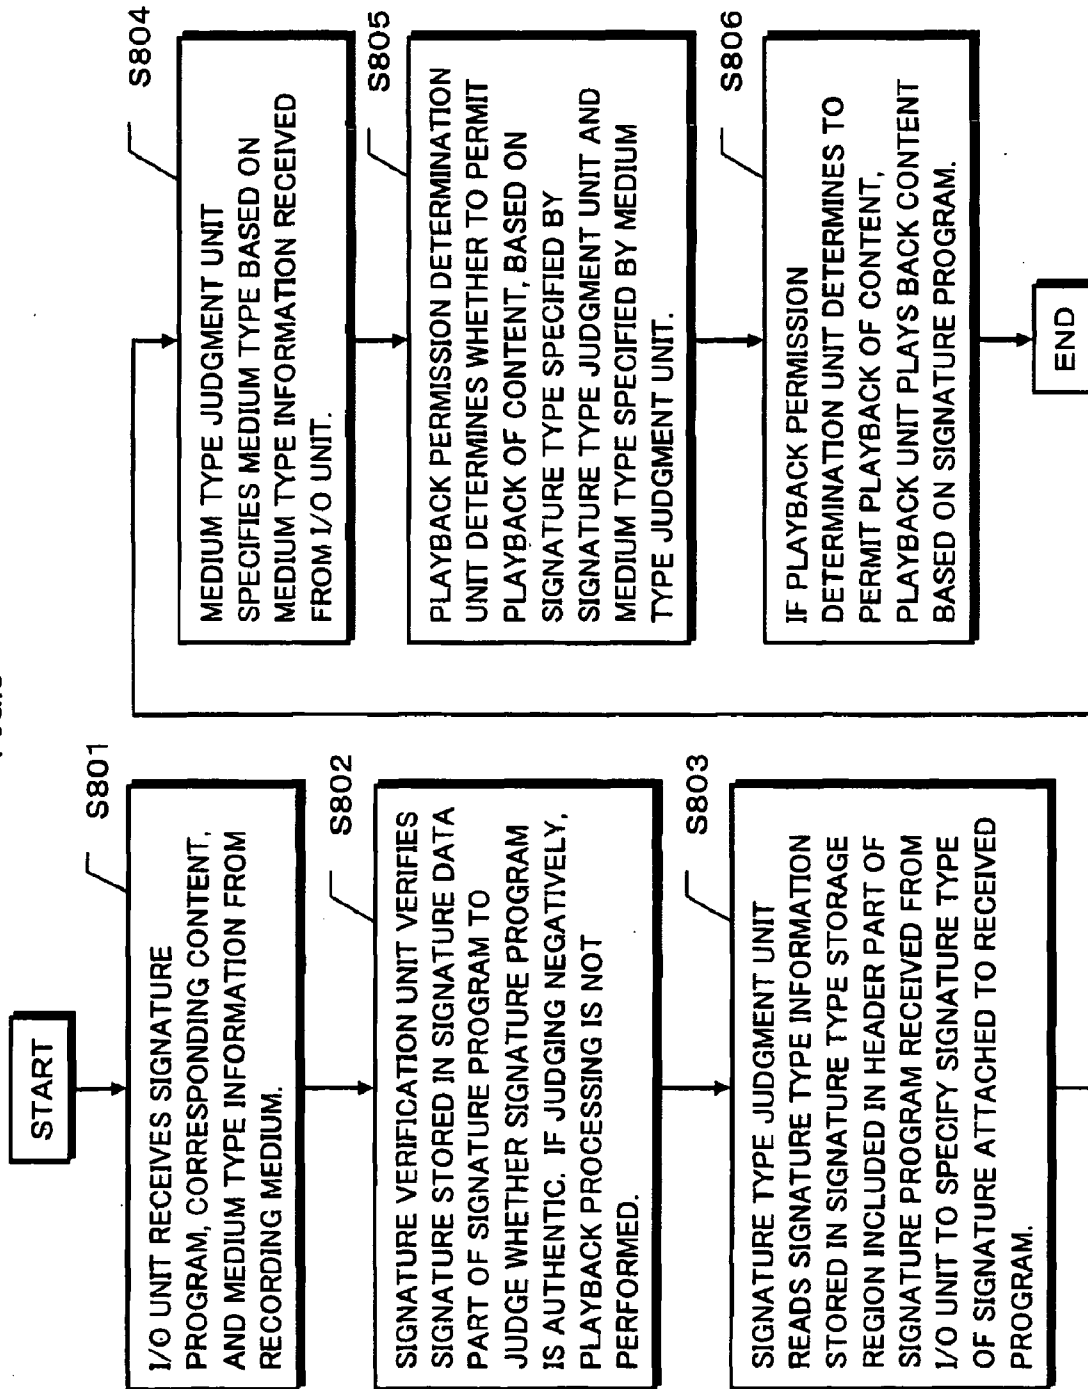 START
S801
I/O UNIT RECEIVES SIGNATURE
PROGRAM, CORRESPONDING CONTENT,
AND MEDIUM TYPE INFORMATION FROM
RECORDING MEDIUM.
S802
SIGNATURE VERIFICATION UNIT VERIFIES
SIGNATURE STORED IN SIGNATURE DATA
PART OF SIGNATURE PROGRAM TO
JUDGE WHETHER SIGNATURE PROGRAM
IS AUTHENTIC. IF JUDGING NEGATIVELY,
PLAYBACK PROCESSING IS NOT
PERFORMED.
S803
SIGNATURE TYPE JUDGMENT UNIT
READS SIGNATURE TYPE INFORMATION
STORED IN SIGNATURE TYPE STORAGE
REGION INCLUDED IN HEADER PART OF
SIGNATURE PROGRAM RECEIVED FROM
I/O UNIT TO SPECIFY SIGNATURE TYPE
OF SIGNATURE ATTACHED TO RECEIVED
PROGRAM.
S804
MEDIUM TYPE JUDGMENT UNIT
SPECIFIES MEDIUM TYPE BASED ON
MEDIUM TYPE INFORMATION RECEIVED
FROM I/O UNIT.
S805
PLAYBACK PERMISSION DETERMINATION
UNIT DETERMINES WHETHER TO PERMIT
PLAYBACK OF CONTENT, BASED ON
SIGNATURE TYPE SPECIFIED BY
SIGNATURE TYPE JUDGMENT UNIT AND
MEDIUM TYPE SPECIFIED BY MEDIUM
TYPE JUDGMENT UNIT.
S806
IF PLAYBACK PERMISSION
DETERMINATION UNIT DETERMINES TO
PERMIT PLAYBACK OF CONTENT,
PLAYBACK UNIT PLAYS BACK CONTENT
BASED ON SIGNATURE PROGRAM.
END